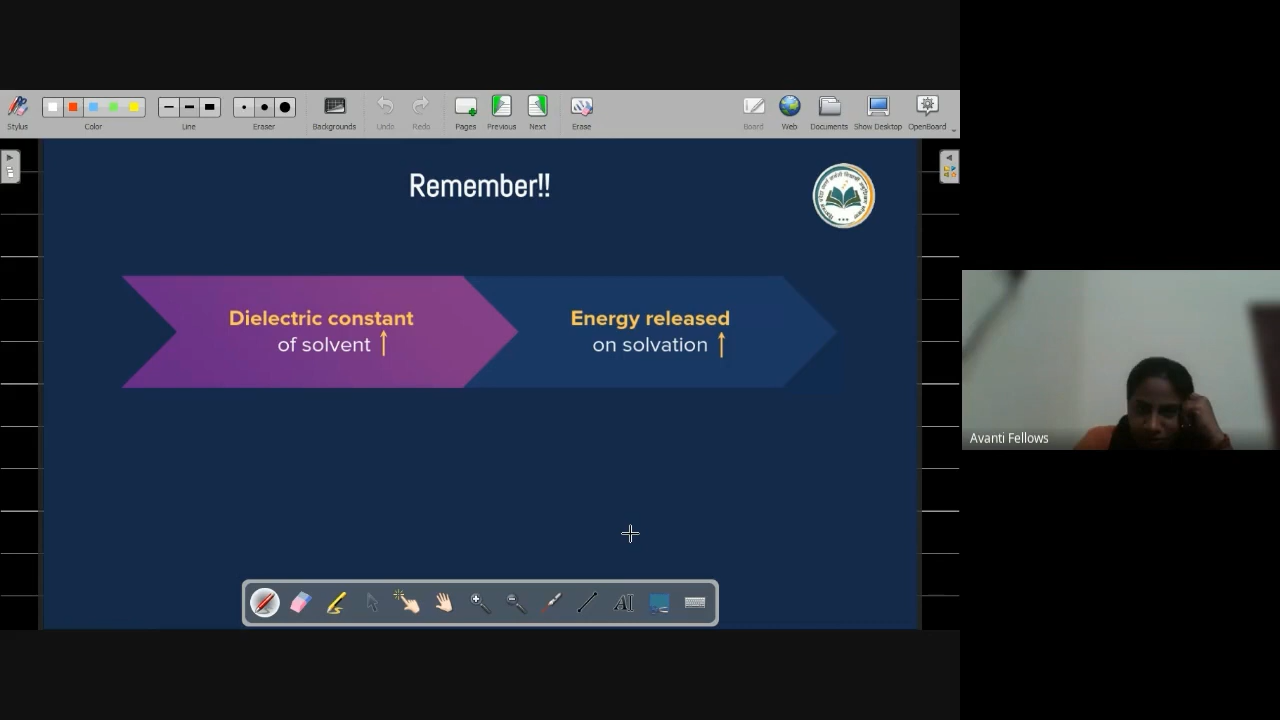 Stylus
Color
Line
Eraser
Backgrounds
Undo
Redo
Pages
Previous
Next
Erase
Board
Web
Documents
Show Desktop
OpenBoard
Remember!!
Dielectric constant
of solvent ↑
Energy released
on solvation ↑
Avanti Fellows
AI